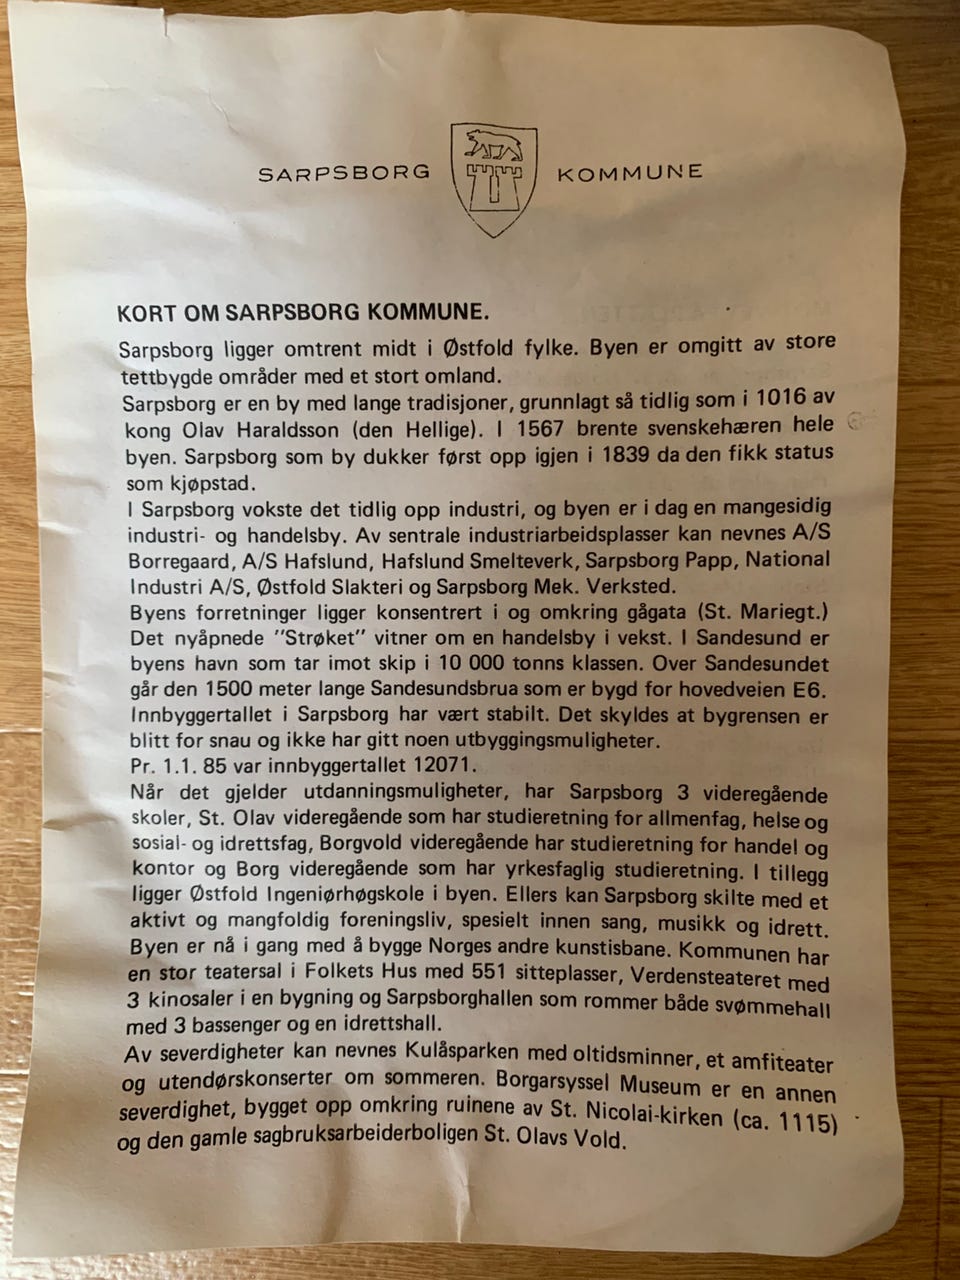 SARPSBORG KOMMUNE
KORT OM SARPSBORG KOMMUNE.
Sarpsborg ligger omtrent midt i Østfold fylke. Byen er omgitt av store
tettbygde områder med et stort omland.
Sarpsborg er en by med lange tradisjoner, grunnlagt så tidlig som i 1016 av
kong Olav Haraldsson (den Hellige). I 1567 brente svenskehæren hele
byen. Sarpsborg som by dukker først opp igjen i 1839 da den fikk status
som kjøpstad.
I Sarpsborg vokste det tidlig opp industri, og byen er i dag en mangesidig
industri- og handelsby. Av sentrale industriarbeidsplasser kan nevnes A/S
Borregaard, A/S Hafslund, Hafslund Smelteverk, Sarpsborg Papp, National
Industri A/S, Østfold Slakteri og Sarpsborg Mek. Verksted.
Byens forretninger ligger konsentrert i og omkring gågata (St. Mariegt.)
Det nyåpnede "Strøket" vitner om en handelsby i vekst. I Sandesund er
byens havn som tar imot skip i 10 000 tonns klassen. Over Sandesundet
går den 1500 meter lange Sandesundsbrua som er bygd for hovedveien E6.
Innbyggertallet i Sarpsborg har vært stabilt. Det skyldes at bygrensen er
blitt for snau og ikke har gitt noen utbyggingsmuligheter.
Pr. 1.1. 85 var innbyggertallet 12071.
Når det gjelder utdanningsmuligheter, har Sarpsborg 3 videregående
skoler, St. Olav videregående som har studieretning for allmenfag, helse og
sosial- og idrettsfag, Borgvold videregående har studieretning for handel og
kontor og Borg videregående som har yrkesfaglig studieretning. I tillegg
ligger Østfold Ingeniørhøgskole i byen. Ellers kan Sarpsborg skilte med et
aktivt og mangfoldig foreningsliv, spesielt innen sang, musikk og idrett.
Byen er nå i gang med å bygge Norges andre kunstisbane. Kommunen har
en stor teatersal i Folkets Hus med 551 sitteplasser, Verdensteateret med
3 kinosaler i en bygning og Sarpsborghallen som rommer både svømmehall
med 3 bassenger og en idrettshall.
Av severdigheter kan nevnes Kulåsparken med oltidsminner, et amfiteater
og utendørskonserter om sommeren. Borgarsyssel Museum er en annen
severdighet, bygget opp omkring ruinene av St. Nicolai-kirken (ca. 1115)
og den gamle sagbruksarbeiderboligen St. Olavs Vold.